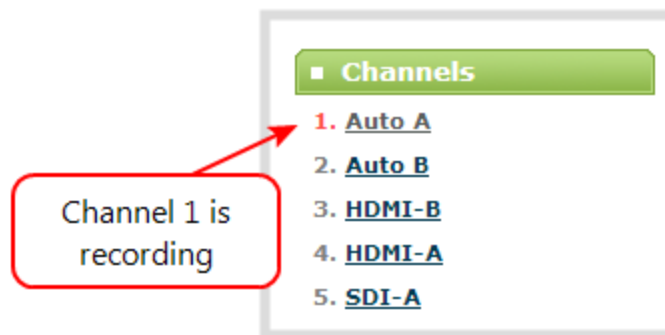 Channels
1. Auto A
2. Auto B
3. HDMI-B
4. HDMI-A
5. SDI-A
Channel 1 is
recording